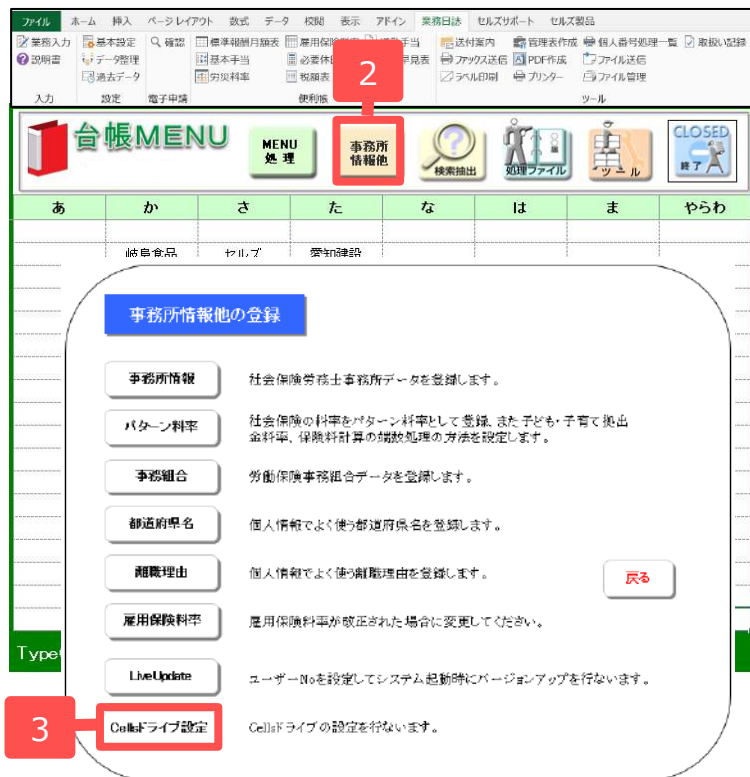 ファイル ホーム 挿入 ページレイアウト 数式 データ 校閲 表示 アドイン 業務日誌 セルズサポート セルズ製品
業務入力 基本設定 確認 標準報酬月額表 雇用保険 手当 送付案内 管理表作成 個人番号処理一覧 取扱い記録
説明書 データ整理 基本手当 必要休 早見表 ファックス送信 PDF作成 ファイル送信
過去データ 労災料率 税額表 ラベル印刷 プリンター ファイル管理
入力 設定 電子申請 便利帳 ツール
2
台帳MENU
MENU 処理
事務所 情報他
検索抽出
処理ファイル
ツール
CLOSED 終了
あ か さ た な は ま やらわ
岐阜食品 セルズ 愛知建設
事務所情報他の登録
事務所情報 社会保険労務士事務所データを登録します。
パターン料率 社会保険の料率をパターン料率として登録、また子ども・子育て拠出
金料率、保険料計算の端数処理の方法を設定します。
事務組合 労働保険事務組合データを登録します。
都道府県名 個人情報でよく使う都道府県名を登録します。
離職理由 個人情報でよく使う離職理由を登録します。 戻る
雇用保険料率 雇用保険料率が改正された場合に変更してください。
Type
LiveUpdate ユーザーNoを設定してシステム起動時にバージョンアップを行ないます。
3
Cellsドライブ設定 Cellsドライブの設定を行ないます。